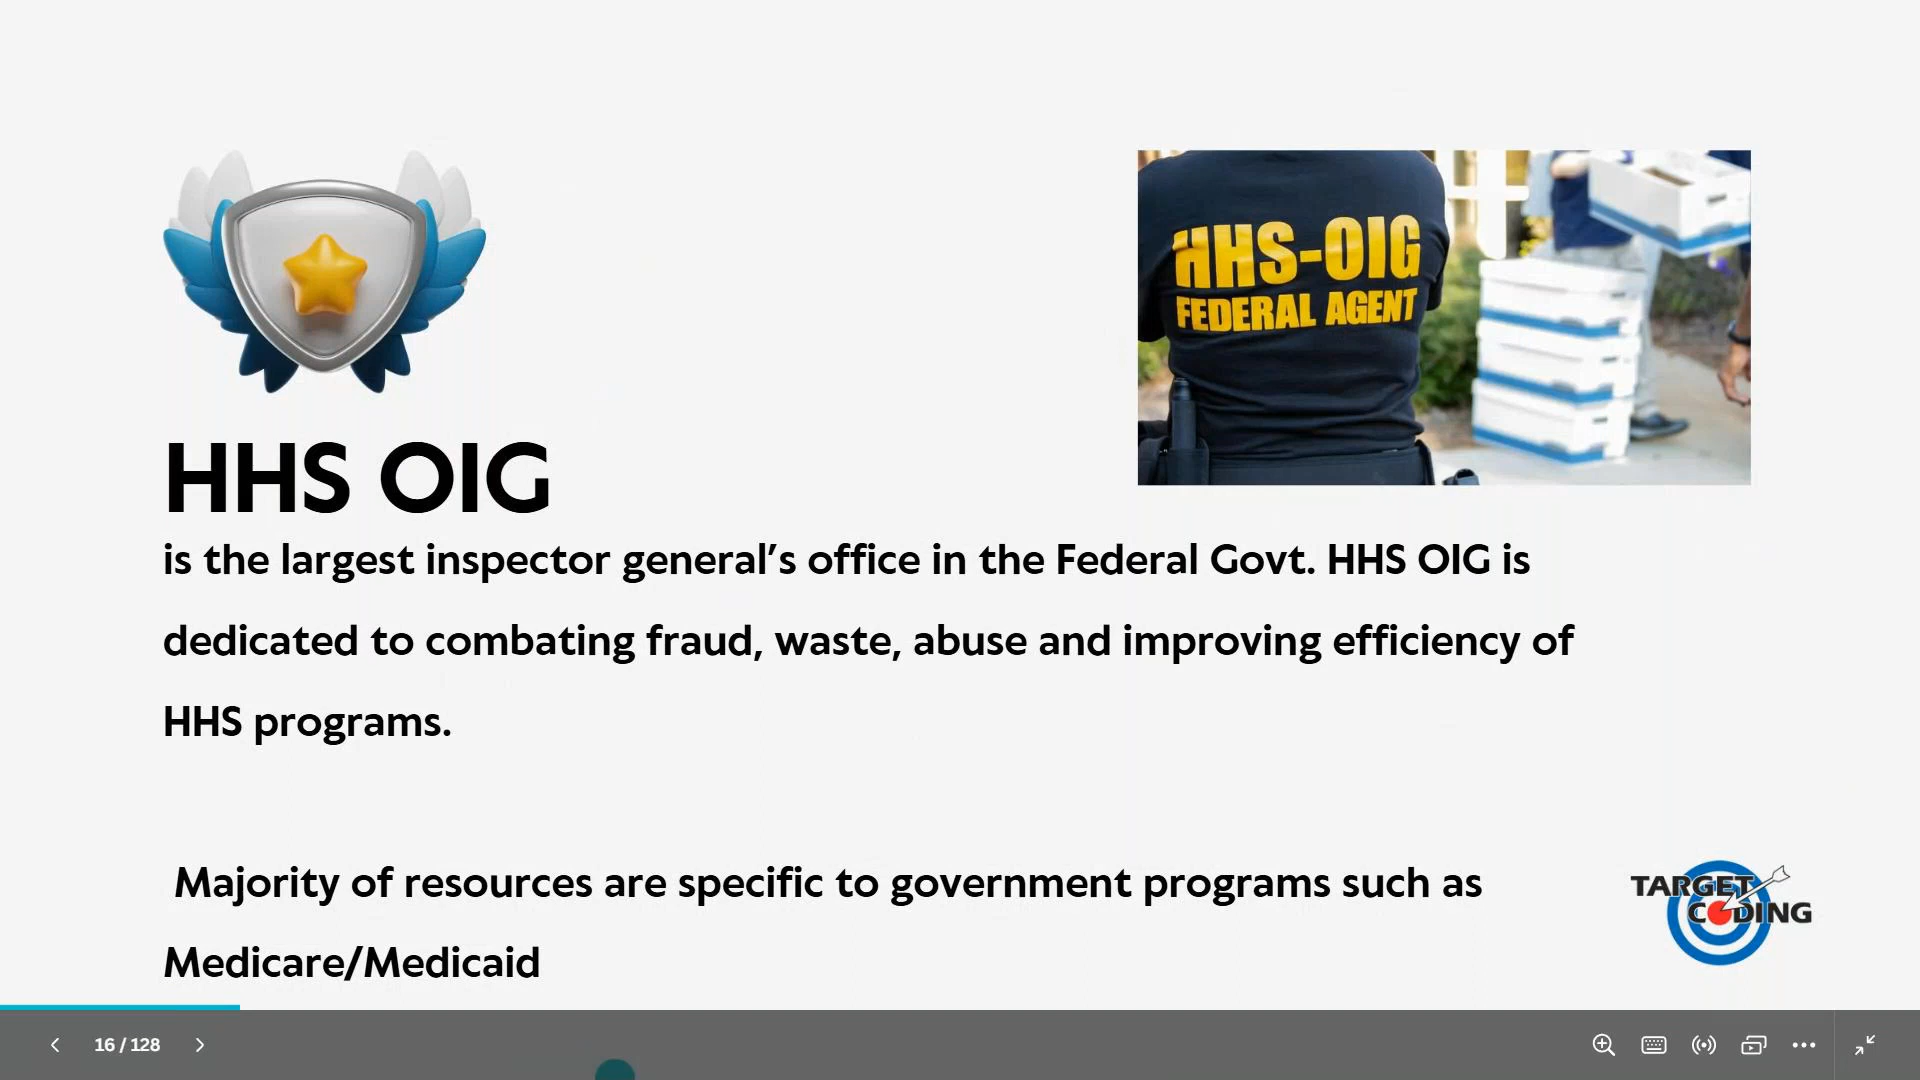 HHS-OIG
FEDERAL AGENT
HHS OIG
is the largest inspector general’s office in the Federal Govt. HHS OIG is
dedicated to combating fraud, waste, abuse and improving efficiency of
HHS programs.
Majority of resources are specific to government programs such as
Medicare/Medicaid
TARGET
CODING
16 / 128